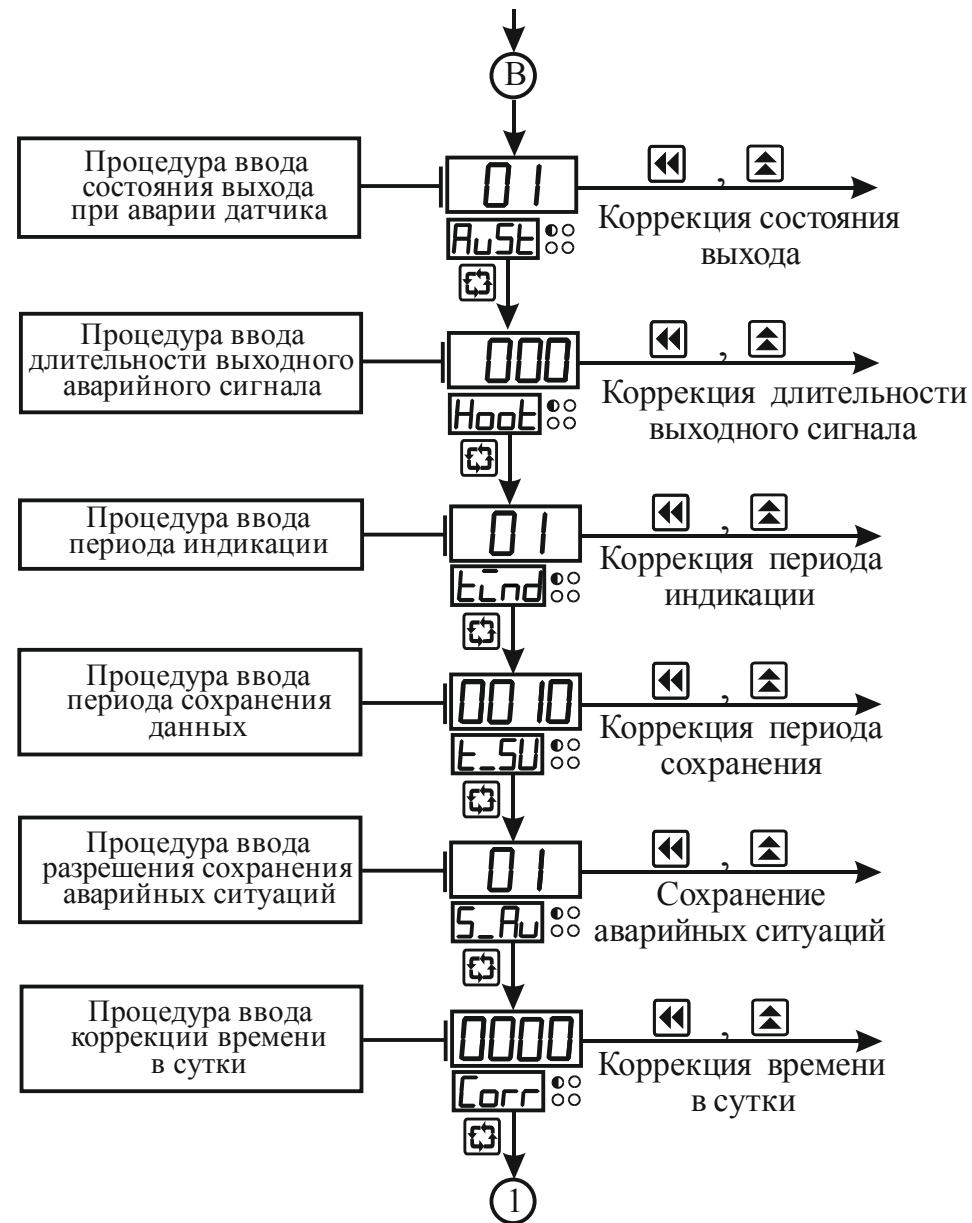 B
Процедура ввода
состояния выхода
при аварии датчика
01
,
Коррекция состояния
выхода
AuSt
Процедура ввода
длительности выходного
аварийного сигнала
000
,
Коррекция длительности
выходного сигнала
Hoot
Процедура ввода
периода индикации
01
,
Коррекция периода
индикации
tind
Процедура ввода
периода сохранения
данных
0010
,
Коррекция периода
сохранения
t_SU
Процедура ввода
разрешения сохранения
аварийных ситуаций
01
,
Сохранение
аварийных ситуаций
S_Au
Процедура ввода
коррекции времени
в сутки
0000
,
Коррекция времени
в сутки
Corr
1